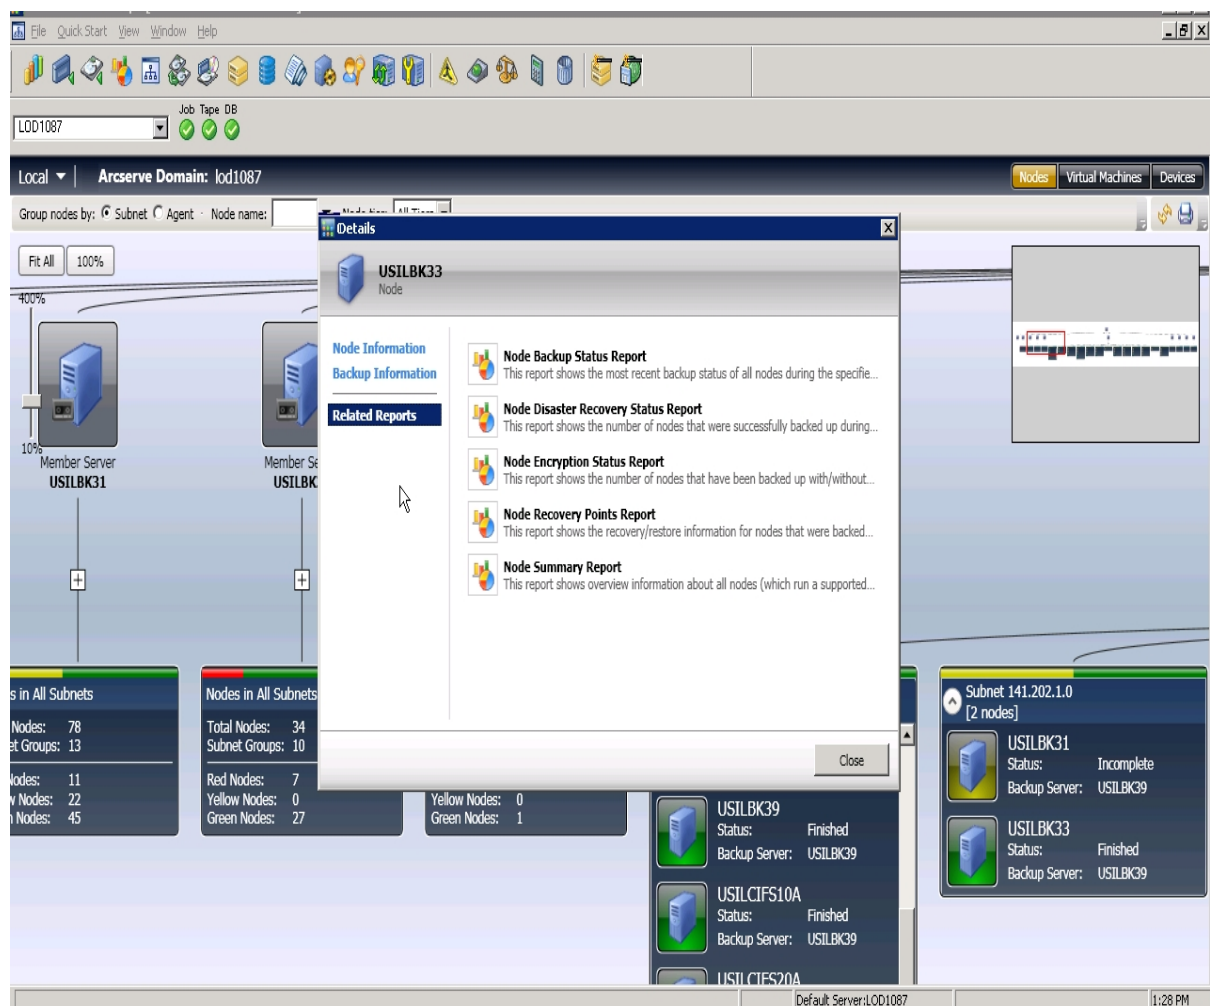 File Quick Start View Window Help
Job Tape DB
LOD1087
Local Arcserve Domain: lod1087
Nodes Virtual Machines Devices
Group nodes by: Subnet Agent Node name:
Fit All 100%
400%
10%
Member Server
USILBK31
Member Se
USILBK
Details
USILBK33
Node
Node Information
Backup Information
Related Reports
Node Backup Status Report
This report shows the most recent backup status of all nodes during the specifie...
Node Disaster Recovery Status Report
This report shows the number of nodes that were successfully backed up during...
Node Encryption Status Report
This report shows the number of nodes that have been backed up with/without...
Node Recovery Points Report
This report shows the recovery/restore information for nodes that were backed...
Node Summary Report
This report shows overview information about all nodes (which run a supported...
Close
s in All Subnets
Nodes: 78
et Groups: 13
Nodes: 11
w Nodes: 22
n Nodes: 45
Nodes in All Subnets
Total Nodes: 34
Subnet Groups: 10
Red Nodes: 7
Yellow Nodes: 0
Green Nodes: 27
Yellow Nodes: 0
Green Nodes: 1
USILBK39
Status: Finished
Backup Server: USILBK39
USILCIFS10A
Status: Finished
Backup Server: USILBK39
USILCIFS20A
Subnet 141.202.1.0
[2 nodes]
USILBK31
Status: Incomplete
Backup Server: USILBK39
USILBK33
Status: Finished
Backup Server: USILBK39
Default Server:LOD1087
1:28 PM